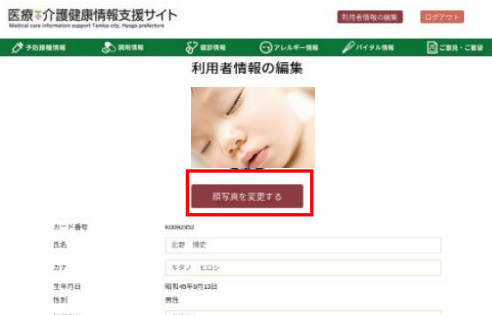 医療介護健康情報支援サイト
Medical care information support Tamba city, Hyogo prefecture
利用者情報の編集
ログアウト
予防接種情報
調剤情報
健診情報
アレルギー情報
バイタル情報
ご意見・ご要望
利用者情報の編集
顔写真を変更する
カード番号
K0092352
氏名
北野 博史
カナ
キタノ ヒロシ
生年月日
昭和45年9月13日
性別
男性